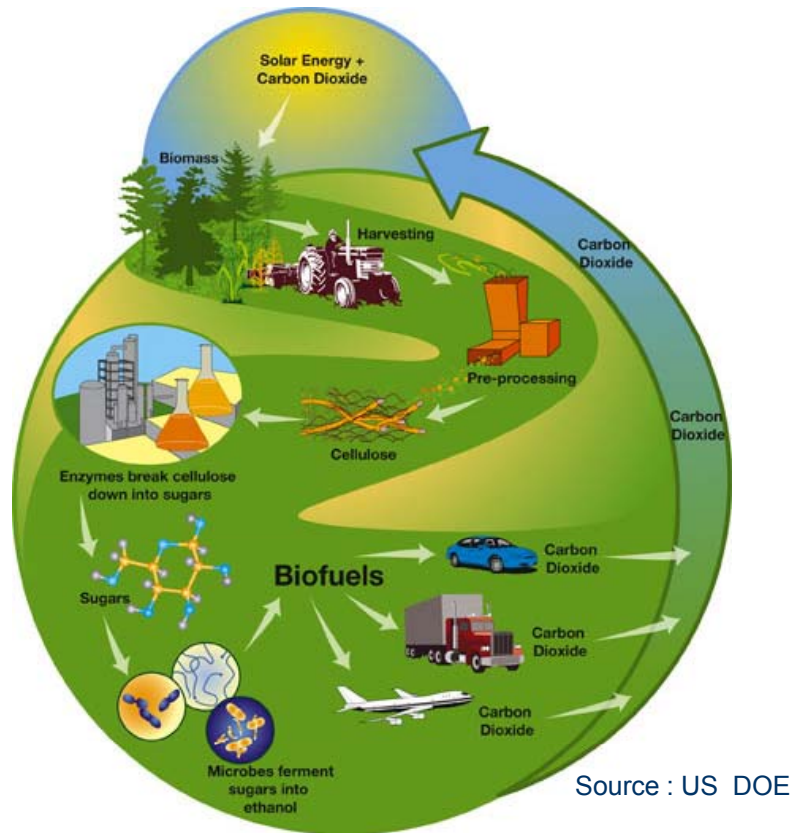 Solar Energy +
Carbon Dioxide
Biomass
Harvesting
Carbon
Dioxide
Pre-processing
Carbon
Dioxide
Cellulose
Enzymes break cellulose
down into sugars
Sugars
Biofuels
Carbon
Dioxide
Carbon
Dioxide
Carbon
Dioxide
Microbes ferment
sugars into
ethanol
Source : US DOE